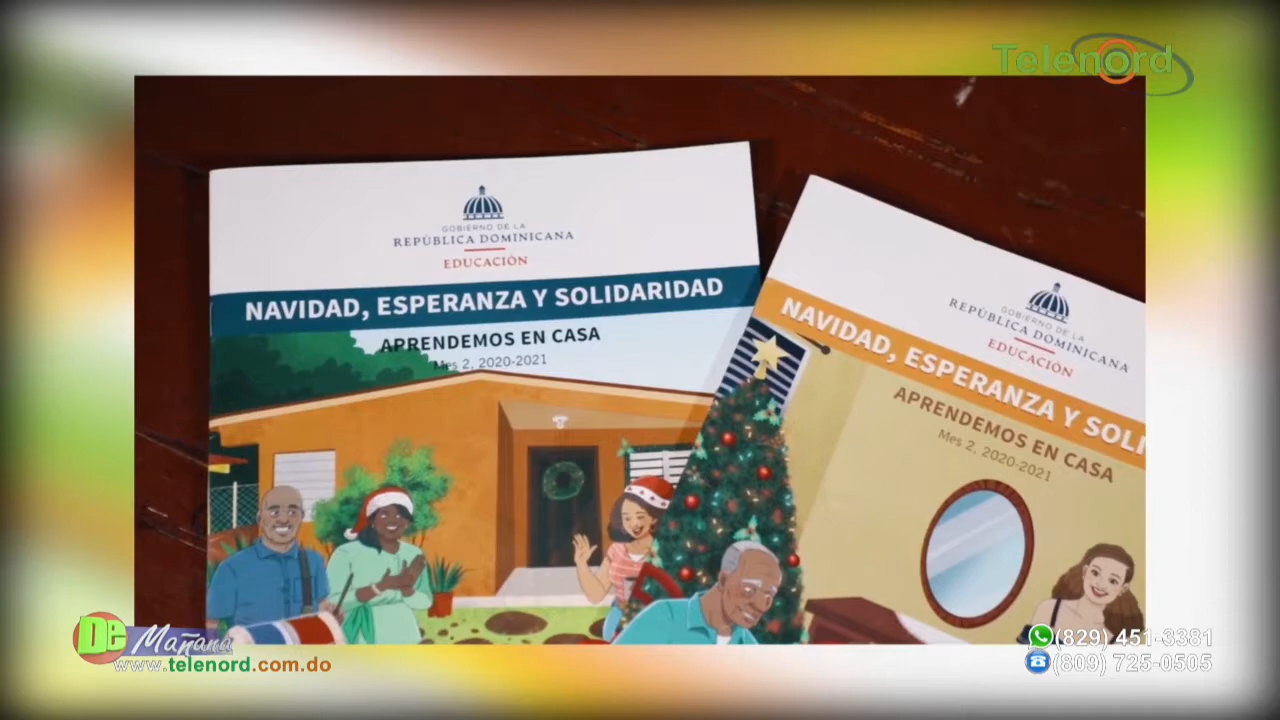 Telenord
GOBIERNO DE LA
REPÚBLICA DOMINICANA
EDUCACIÓN
NAVIDAD, ESPERANZA Y SOLIDARIDAD
APRENDEMOS EN CASA
Mes 2, 2020-2021
GOBIERNO DE LA
REPÚBLICA DOMINICANA
EDUCACIÓN
NAVIDAD, ESPERANZA Y SOLI
APRENDEMOS EN CASA
Mes 2, 2020-2021
De Mañana
www.telenord.com.do
(829) 451-3381
(809) 725-0505